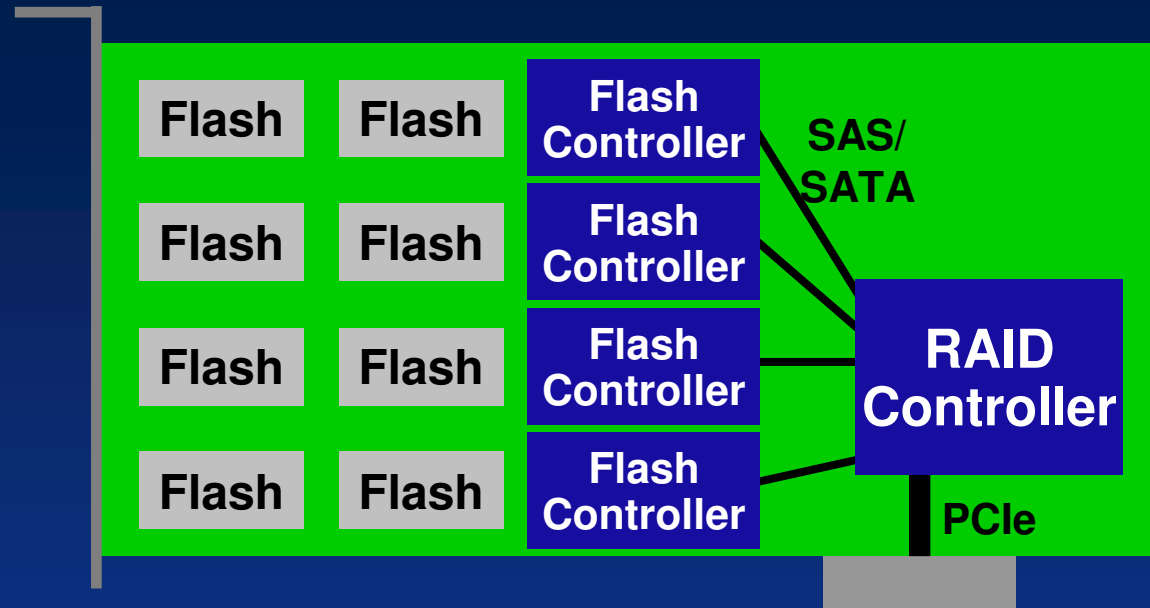 Flash Flash Flash
Controller
SAS/
SATA
Flash Flash Flash
Controller
Flash Flash Flash
Controller
RAID
Controller
Flash Flash Flash
Controller
PCIe